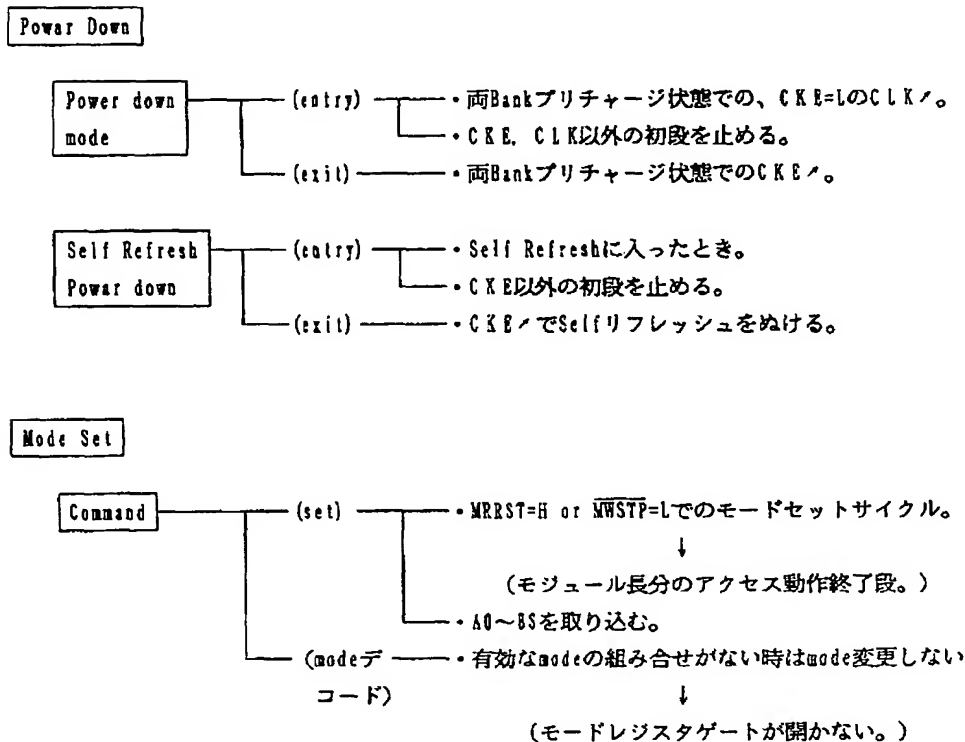 Powar Down
Power down mode
(entry)
・両Bankプリチャージ状態での、CKE=LのCLK↗。
・CKE, CLK以外の初段を止める。
(exit)
・両Bankプリチャージ状態でのCKE↗。
Self Refresh Powar down
(entry)
・Self Refreshに入ったとき。
・CKE以外の初段を止める。
(exit)
・CKE↗でSelfリフレッシュをぬける。
Mode Set
Command
(set)
・MRRST=H or M̅W̅S̅T̅P̅=Lでのモードセットサイクル。
↓
(モジュール長分のアクセス動作終了段。)
・A0~BSを取り込む。
(modeデコード)
・有効なmodeの組み合せがない時はmode変更しない
↓
(モードレジスタゲートが開かない。)